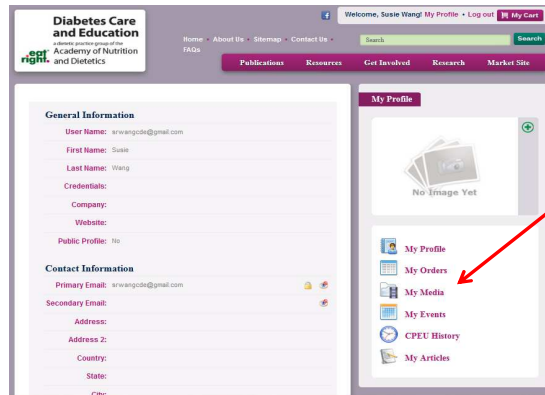 Diabetes Care
and Education
a dietetic practice group of the
Academy of Nutrition
and Dietetics
eat
right.
Welcome, Susie Wang! My Profile • Log out My Cart
Home • About Us • Sitemap • Contact Us •
FAQs
Search
Search
Publications Resources Get Involved Research Market Site
General Information
User Name: srwangcde@gmail.com
First Name: Susie
Last Name: Wang
Credentials:
Company:
Website:
Public Profile: No
Contact Information
Primary Email: srwangcde@gmail.com
Secondary Email:
Address:
Address 2:
Country:
State:
City:
My Profile
No Image Yet
My Profile
My Orders
My Media
My Events
CPEU History
My Articles